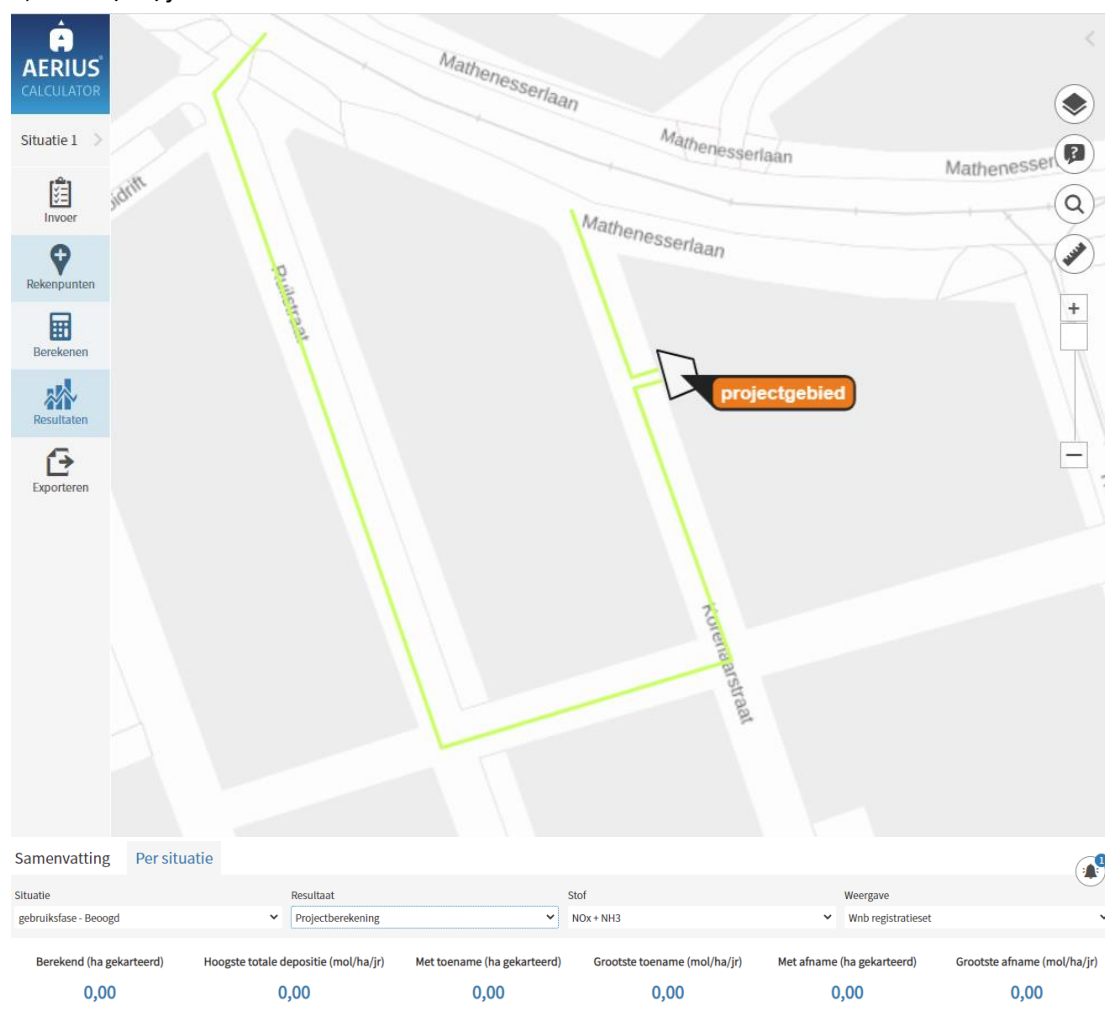 AERIUS
CALCULATOR
Situatie 1
Invoer
Rekenpunten
Berekenen
Resultaten
Exporteren
Mathenesserlaan
Mathenesserlaan
Mathenesser
Mathenesserlaan
idrift
Ruilstraat
projectgebied
Korenaarstraat
Samenvatting Per situatie
1
Situatie Resultaat Stof Weergave
gebruiksfase - Beoogd Projectberekening NOx + NH3 Wnb registratieset
Berekend (ha gekarteerd) Hoogste totale depositie (mol/ha/jr) Met toename (ha gekarteerd) Grootste toename (mol/ha/jr) Met afname (ha gekarteerd) Grootste afname (mol/ha/jr)
0,00 0,00 0,00 0,00 0,00 0,00